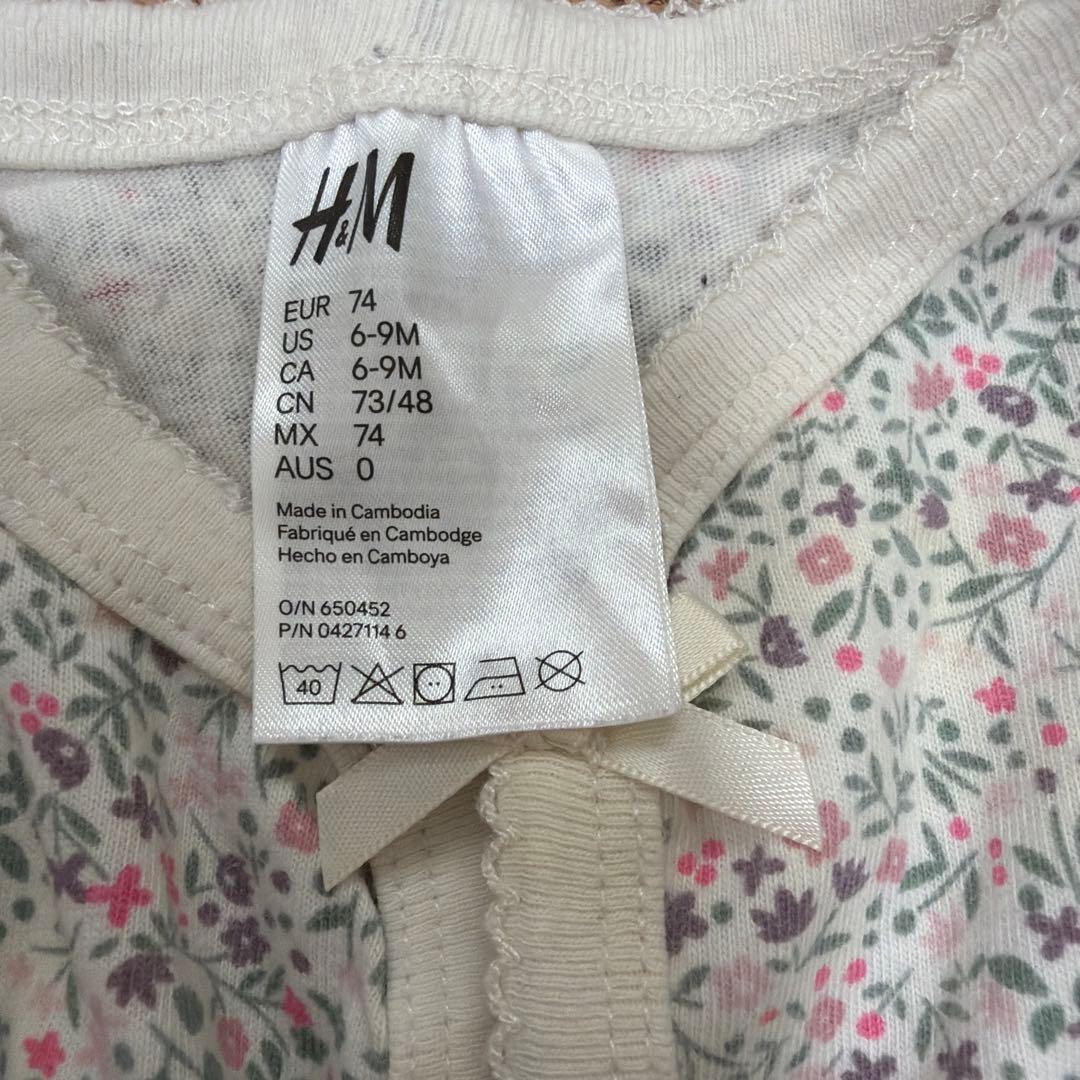 H&M
EUR 74
US 6-9M
CA 6-9M
CN 73/48
MX 74
AUS 0
Made in Cambodia
Fabriqué en Cambodge
Hecho en Camboya
O/N 650452
P/N 0427114 6
40